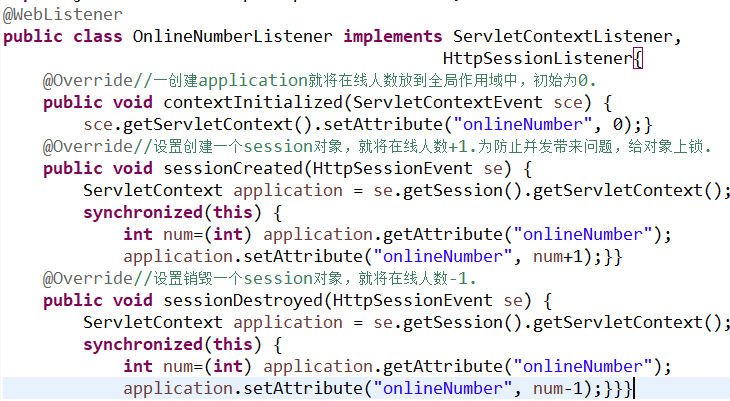 @WebListener
public class OnlineNumberListener implements ServletContextListener,
HttpSessionListener{
@Override//一创建application就将在线人数放到全局作用域中，初始为0.
public void contextInitialized(ServletContextEvent sce) {
sce.getServletContext().setAttribute("onlineNumber", 0);}
@Override//设置创建一个session对象，就将在线人数+1.为防止并发带来问题，给对象上锁.
public void sessionCreated(HttpSessionEvent se) {
ServletContext application = se.getSession().getServletContext();
synchronized(this) {
int num=(int) application.getAttribute("onlineNumber");
application.setAttribute("onlineNumber", num+1);}}
@Override//设置销毁一个session对象，就将在线人数-1.
public void sessionDestroyed(HttpSessionEvent se) {
ServletContext application = se.getSession().getServletContext();
synchronized(this) {
int num=(int) application.getAttribute("onlineNumber");
application.setAttribute("onlineNumber", num-1);}}}